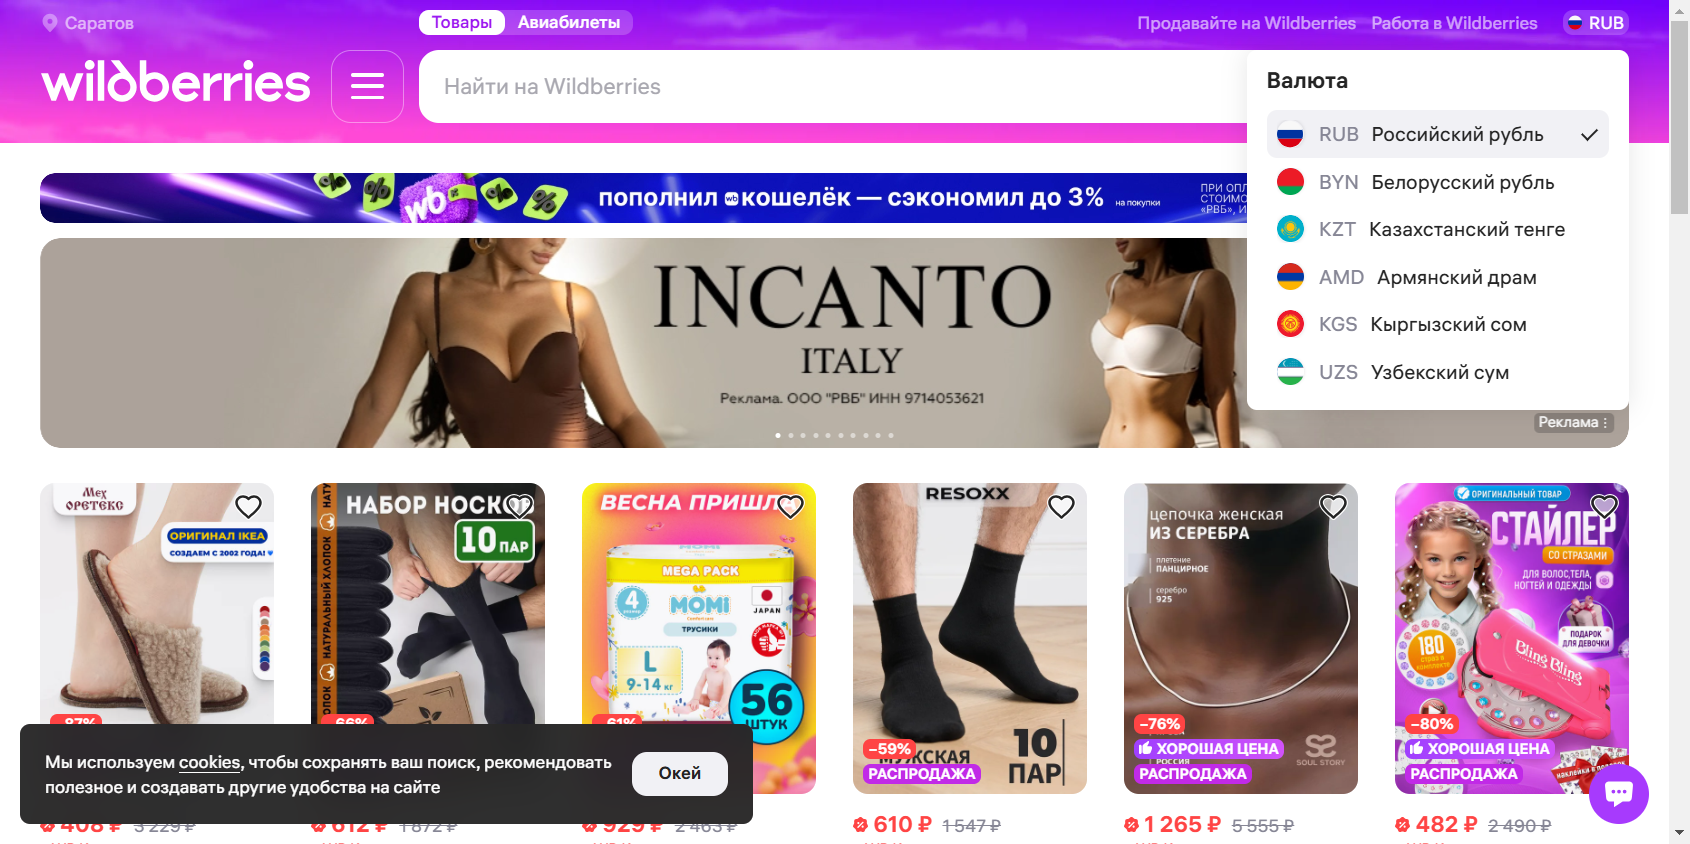 Саратов
Товары
Авиабилеты
Продавайте на Wildberries
Работа в Wildberries
RUB
wildberries
Найти на Wildberries
Валюта
RUB Российский рубль
BYN Белорусский рубль
KZT Казахстанский тенге
AMD Армянский драм
KGS Кыргызский сом
UZS Узбекский сум
wb
%
%
%
%
пополнил wb кошелёк — сэкономил до 3%
на покупки
ПРИ ОПЛ
СТОИМО
«РВБ», И
INCANTO
ITALY
Реклама. ООО "РВБ" ИНН 9714053621
Реклама
Мех
ОРЕТЕКС
ОРИГИНАЛ IKEA
СОЗДАЕМ С 2002 ГОДА!
–87%
НАБОР НОСКОВ
10 ПАР
НАТУРАЛЬНЫЙ ХЛОПОК
–66%
ВЕСНА ПРИШЛА
MEGA PACK
4
MOMI
Comfort care
ТРУСИКИ
JAPAN
L
9-14 кг
56
ШТУК
–61%
RESOXX
–59%
МУЖСКАЯ
РАСПРОДАЖА
10
ПАР
цепочка женская
ИЗ СЕРЕБРА
плетение
ПАНЦИРНОЕ
серебро
925
–76%
ХОРОШАЯ ЦЕНА
РОССИЯ
РАСПРОДАЖА
SOUL STORY
ОРИГИНАЛЬНЫЙ ТОВАР
СТАЙЛЕР
СО СТРАЗАМИ
ДЛЯ ВОЛОС,ТЕЛА,
НОГТЕЙ И ОДЕЖДЫ
180
страз в
комплекте
ПОДАРОК
ДЛЯ ДЕВОЧКИ
Bling Bling
–80%
ХОРОШАЯ ЦЕНА
РАСПРОДАЖА
наклейки в подарок
Мы используем cookies, чтобы сохранять ваш поиск, рекомендовать
полезное и создавать другие удобства на сайте
Окей
408 ₽ 3 229 ₽
612 ₽ 1 872 ₽
929 ₽ 2 463 ₽
610 ₽ 1 547 ₽
1 265 ₽ 5 555 ₽
482 ₽ 2 490 ₽